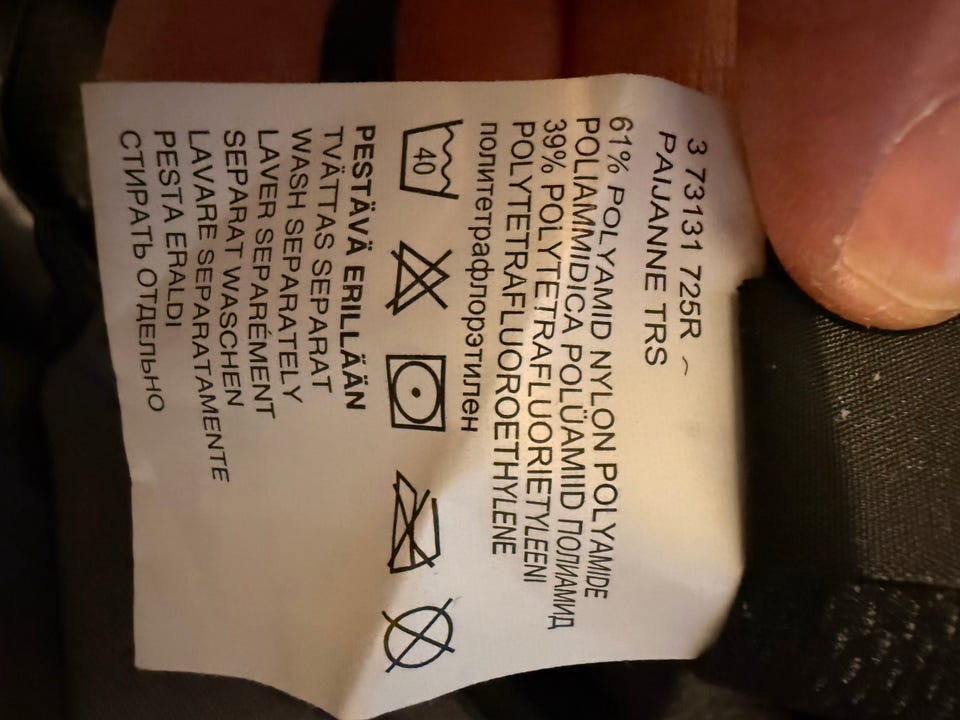 3 73131 725R ~
PAIJANNE TRS
61% POLYAMID NYLON POLYAMIDE
POLIAMMIDICA POLÜAMIID ПОЛИАМИД
39% POLYTETRAFLUORIETYLEENI
POLYTETRAFLUOROETHYLENE
политетрафлорэтилен
40
PESTÄVÄ ERILLÄÄN
TVÄTTAS SEPARAT
WASH SEPARATELY
LAVER SEPARÉMENT
SEPARAT WASCHEN
LAVARE SEPARATAMENTE
PESTA ERALDI
СТИРАТЬ ОТДЕЛЬНО